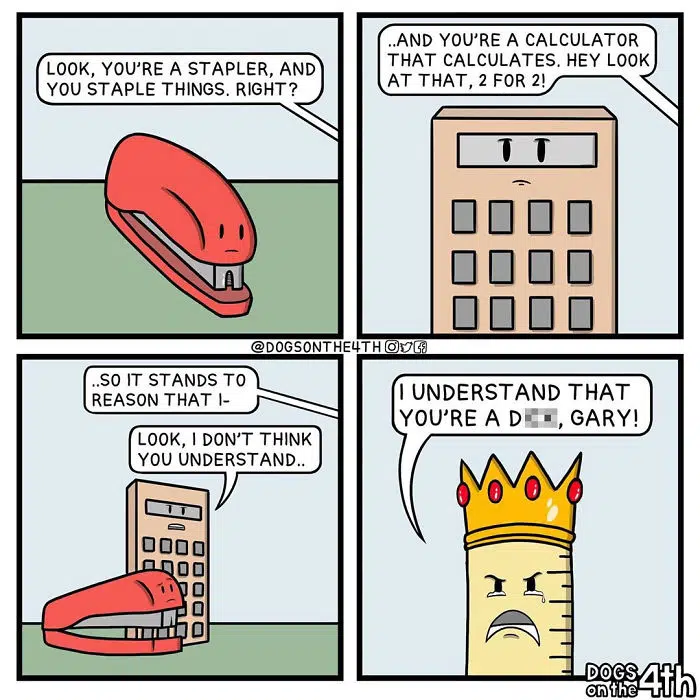 LOOK, YOU'RE A STAPLER, AND
YOU STAPLE THINGS. RIGHT?
..AND YOU'RE A CALCULATOR
THAT CALCULATES. HEY LOOK
AT THAT, 2 FOR 2!
@DOGSONTHE4TH
..SO IT STANDS TO
REASON THAT I-
LOOK, I DON'T THINK
YOU UNDERSTAND..
I UNDERSTAND THAT
YOU'RE A D, GARY!
DOGS
on the 4th